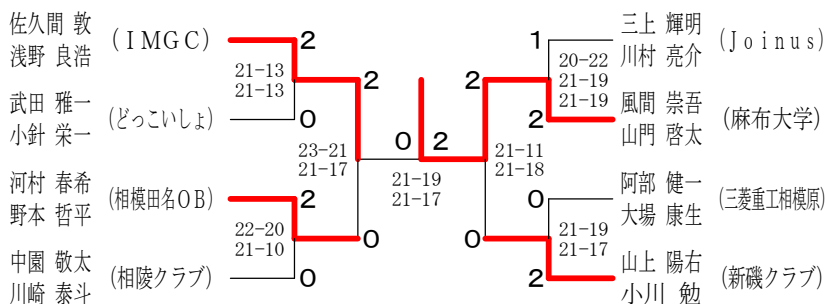 佐久間 敦
浅野 良浩
(IMGC)
2
21-13
21-13
武田 雅一
小針 栄一
(どっこいしょ)
0
2
23-21
21-17
河村 春希
野本 哲平
(相模田名OB)
2
22-20
21-10
中園 敬太
川崎 泰斗
(相陵クラブ)
0
0
0
2
21-19
21-17
三上 輝明
川村 亮介
(Joinus)
1
20-22
21-19
21-19
風間 崇吾
山門 啓太
(麻布大学)
2
2
21-11
21-18
阿部 健一
大場 康生
(三菱重工相模原)
0
21-19
21-17
山上 陽右
小川 勉
(新磯クラブ)
2
0